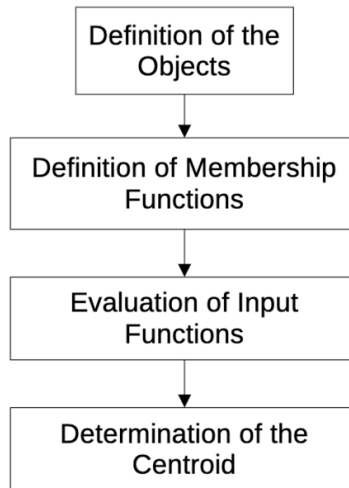 Definition of the
Objects
Definition of Membership
Functions
Evaluation of Input
Functions
Determination of the
Centroid